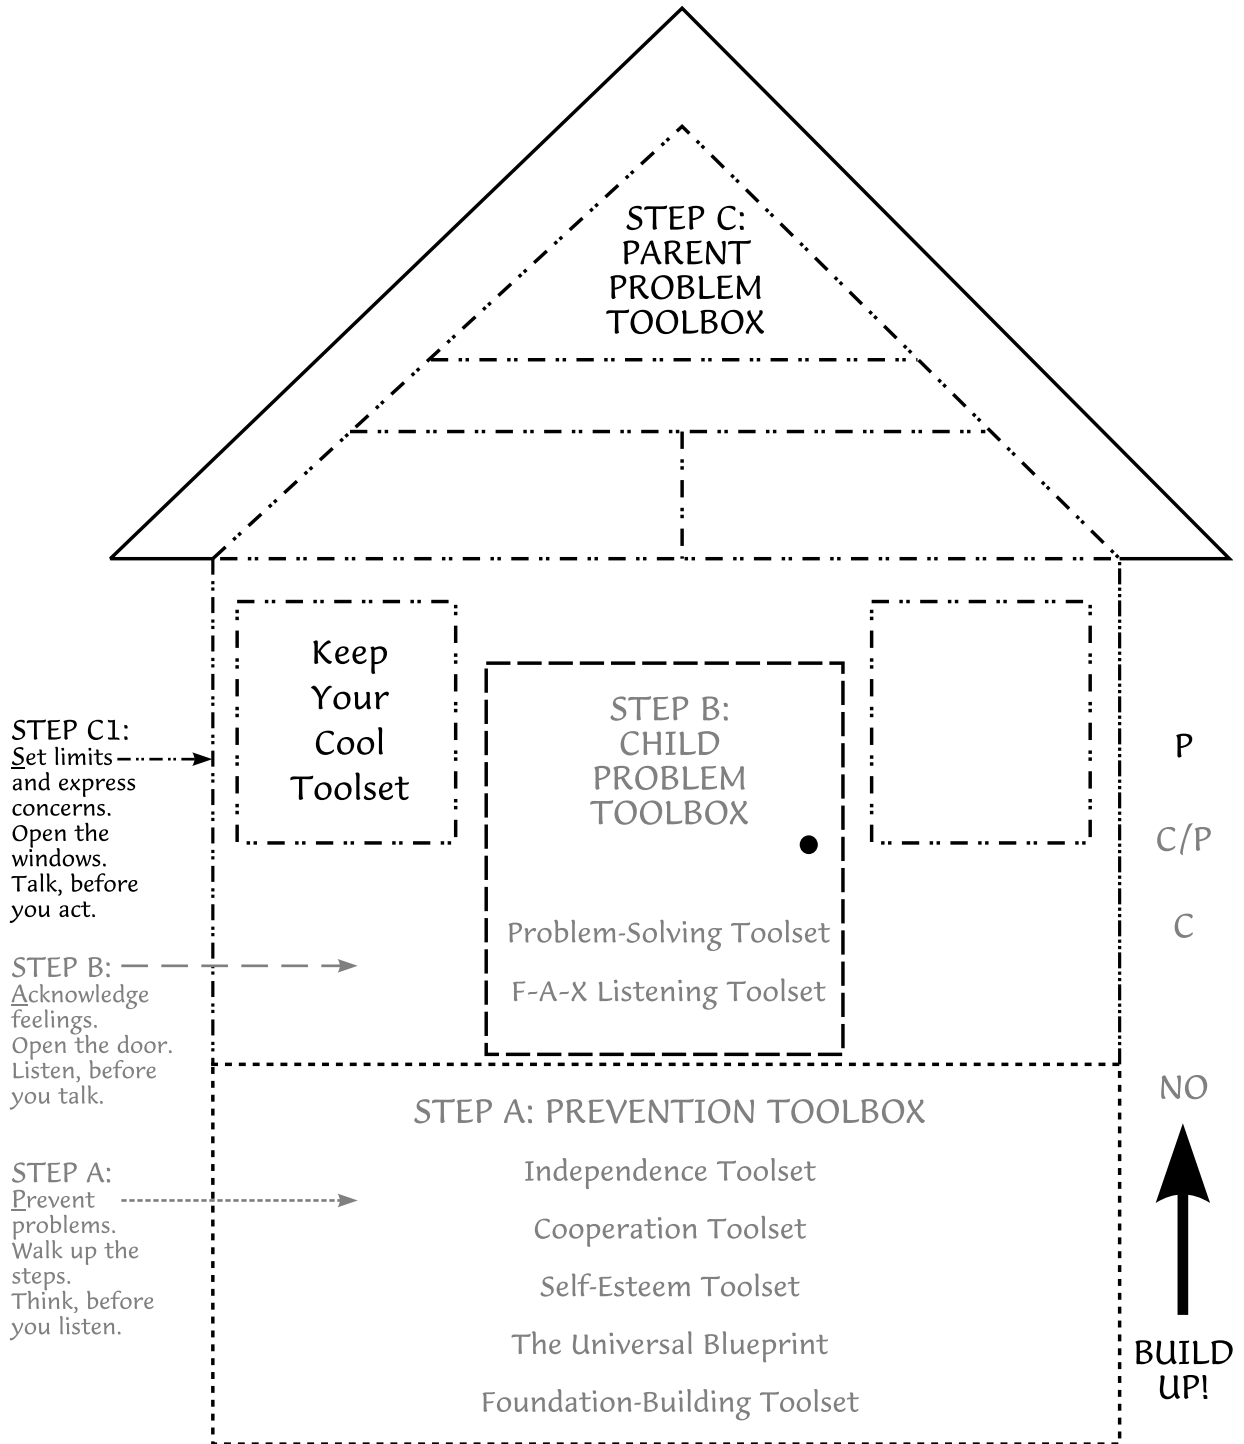 STEP C:
PARENT
PROBLEM
TOOLBOX
Keep
Your
Cool
Toolset
STEP B:
CHILD
PROBLEM
TOOLBOX
Problem-Solving Toolset
F-A-X Listening Toolset
STEP C1:
Set limits
and express
concerns.
Open the
windows.
Talk, before
you act.
STEP B:
Acknowledge
feelings.
Open the door.
Listen, before
you talk.
STEP A:
Prevent
problems.
Walk up the
steps.
Think, before
you listen.
STEP A: PREVENTION TOOLBOX
Independence Toolset
Cooperation Toolset
Self-Esteem Toolset
The Universal Blueprint
Foundation-Building Toolset
P
C/P
C
NO
BUILD
UP!